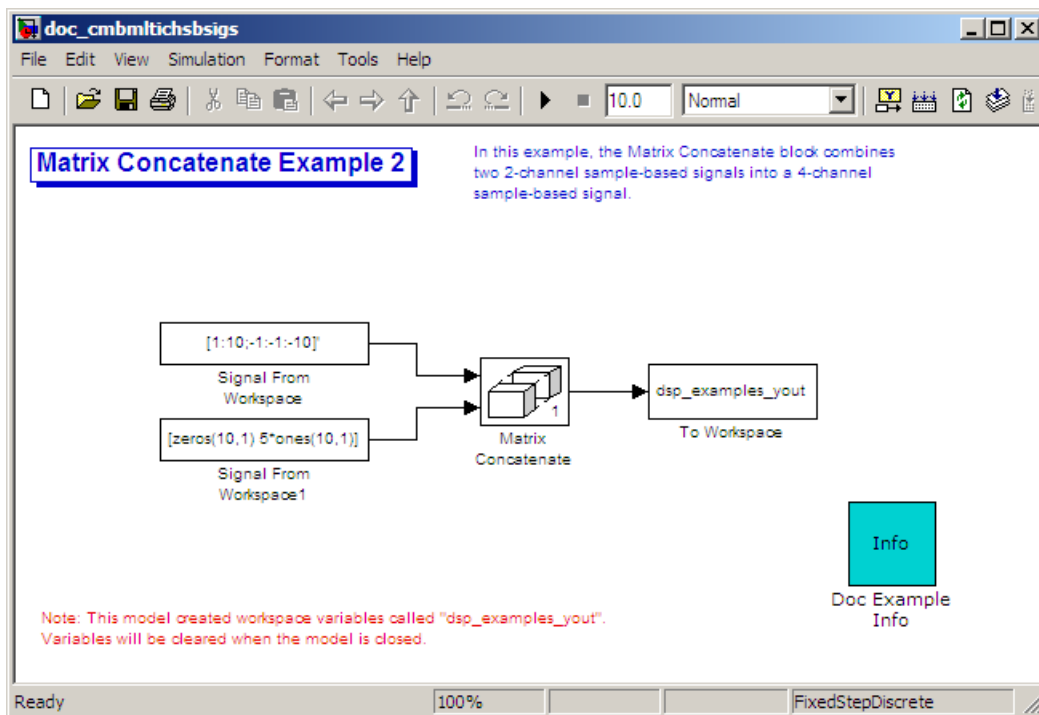 doc_cmbmltichsbsigs
File Edit View Simulation Format Tools Help
10.0 Normal
Matrix Concatenate Example 2
In this example, the Matrix Concatenate block combines
two 2-channel sample-based signals into a 4-channel
sample-based signal.
[1:10;-1:-1:-10]'
Signal From
Workspace
[zeros(10,1) 5*ones(10,1)]
Signal From
Workspace1
1
Matrix
Concatenate
dsp_examples_yout
To Workspace
Info
Doc Example
Info
Note: This model created workspace variables called "dsp_examples_yout".
Variables will be cleared when the model is closed.
Ready 100% FixedStepDiscrete